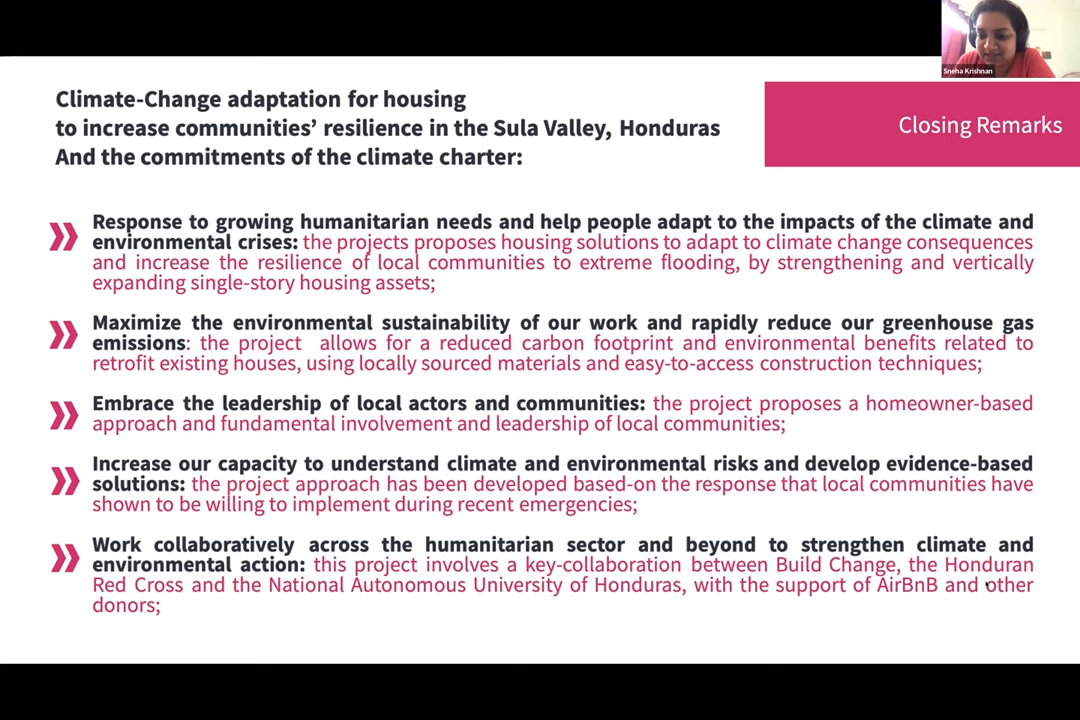 Sneha Krishnan
Climate-Change adaptation for housing
to increase communities’ resilience in the Sula Valley, Honduras
And the commitments of the climate charter:
Closing Remarks
Response to growing humanitarian needs and help people adapt to the impacts of the climate and
environmental crises: the projects proposes housing solutions to adapt to climate change consequences
and increase the resilience of local communities to extreme flooding, by strengthening and vertically
expanding single-story housing assets;
Maximize the environmental sustainability of our work and rapidly reduce our greenhouse gas
emissions: the project allows for a reduced carbon footprint and environmental benefits related to
retrofit existing houses, using locally sourced materials and easy-to-access construction techniques;
Embrace the leadership of local actors and communities: the project proposes a homeowner-based
approach and fundamental involvement and leadership of local communities;
Increase our capacity to understand climate and environmental risks and develop evidence-based
solutions: the project approach has been developed based-on the response that local communities have
shown to be willing to implement during recent emergencies;
Work collaboratively across the humanitarian sector and beyond to strengthen climate and
environmental action: this project involves a key-collaboration between Build Change, the Honduran
Red Cross and the National Autonomous University of Honduras, with the support of AirBnB and other
donors;